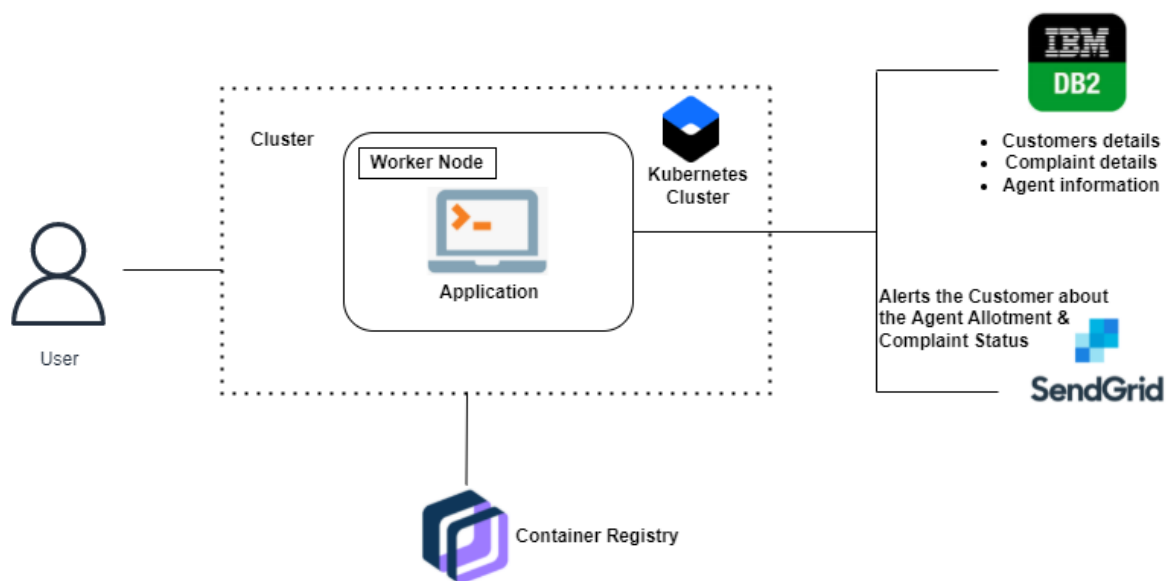 IBM
DB2
Customers details
Complaint details
Agent information
Cluster
Worker Node
Kubernetes
Cluster
Application
User
Alerts the Customer about
the Agent Allotment &
Complaint Status
SendGrid
Container Registry